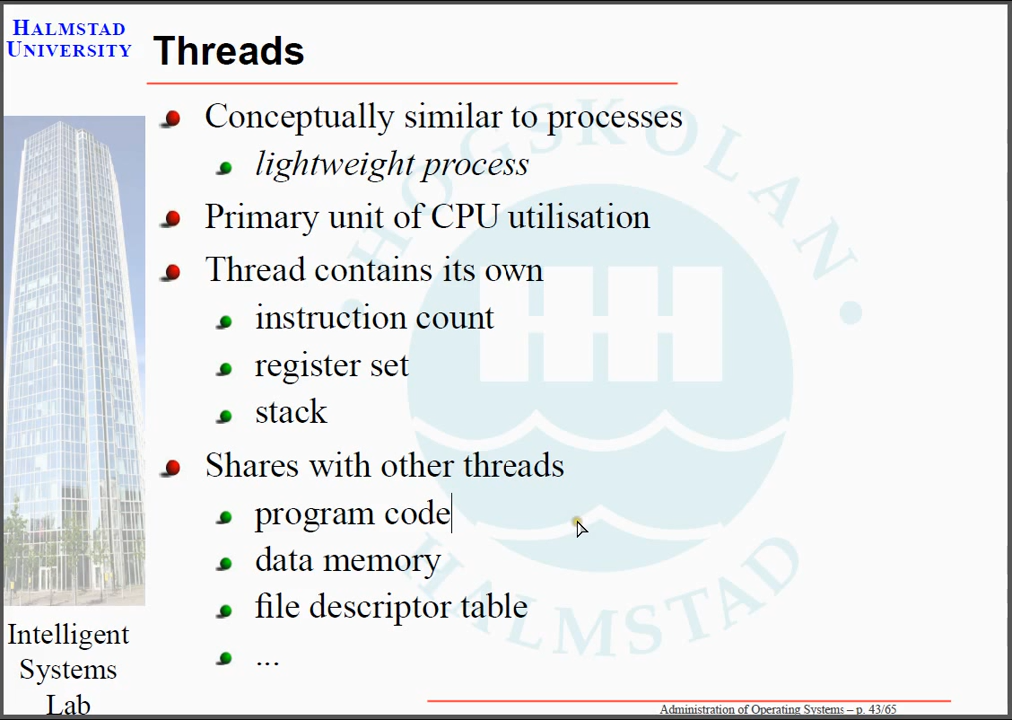 HALMSTAD
UNIVERSITY
Threads
Conceptually similar to processes
lightweight process
Primary unit of CPU utilisation
Thread contains its own
instruction count
register set
stack
Shares with other threads
program code
data memory
file descriptor table
...
HÖGSKOLAN
HALMSTAD
Intelligent
Systems
Lab
Administration of Operating Systems – p. 43/65